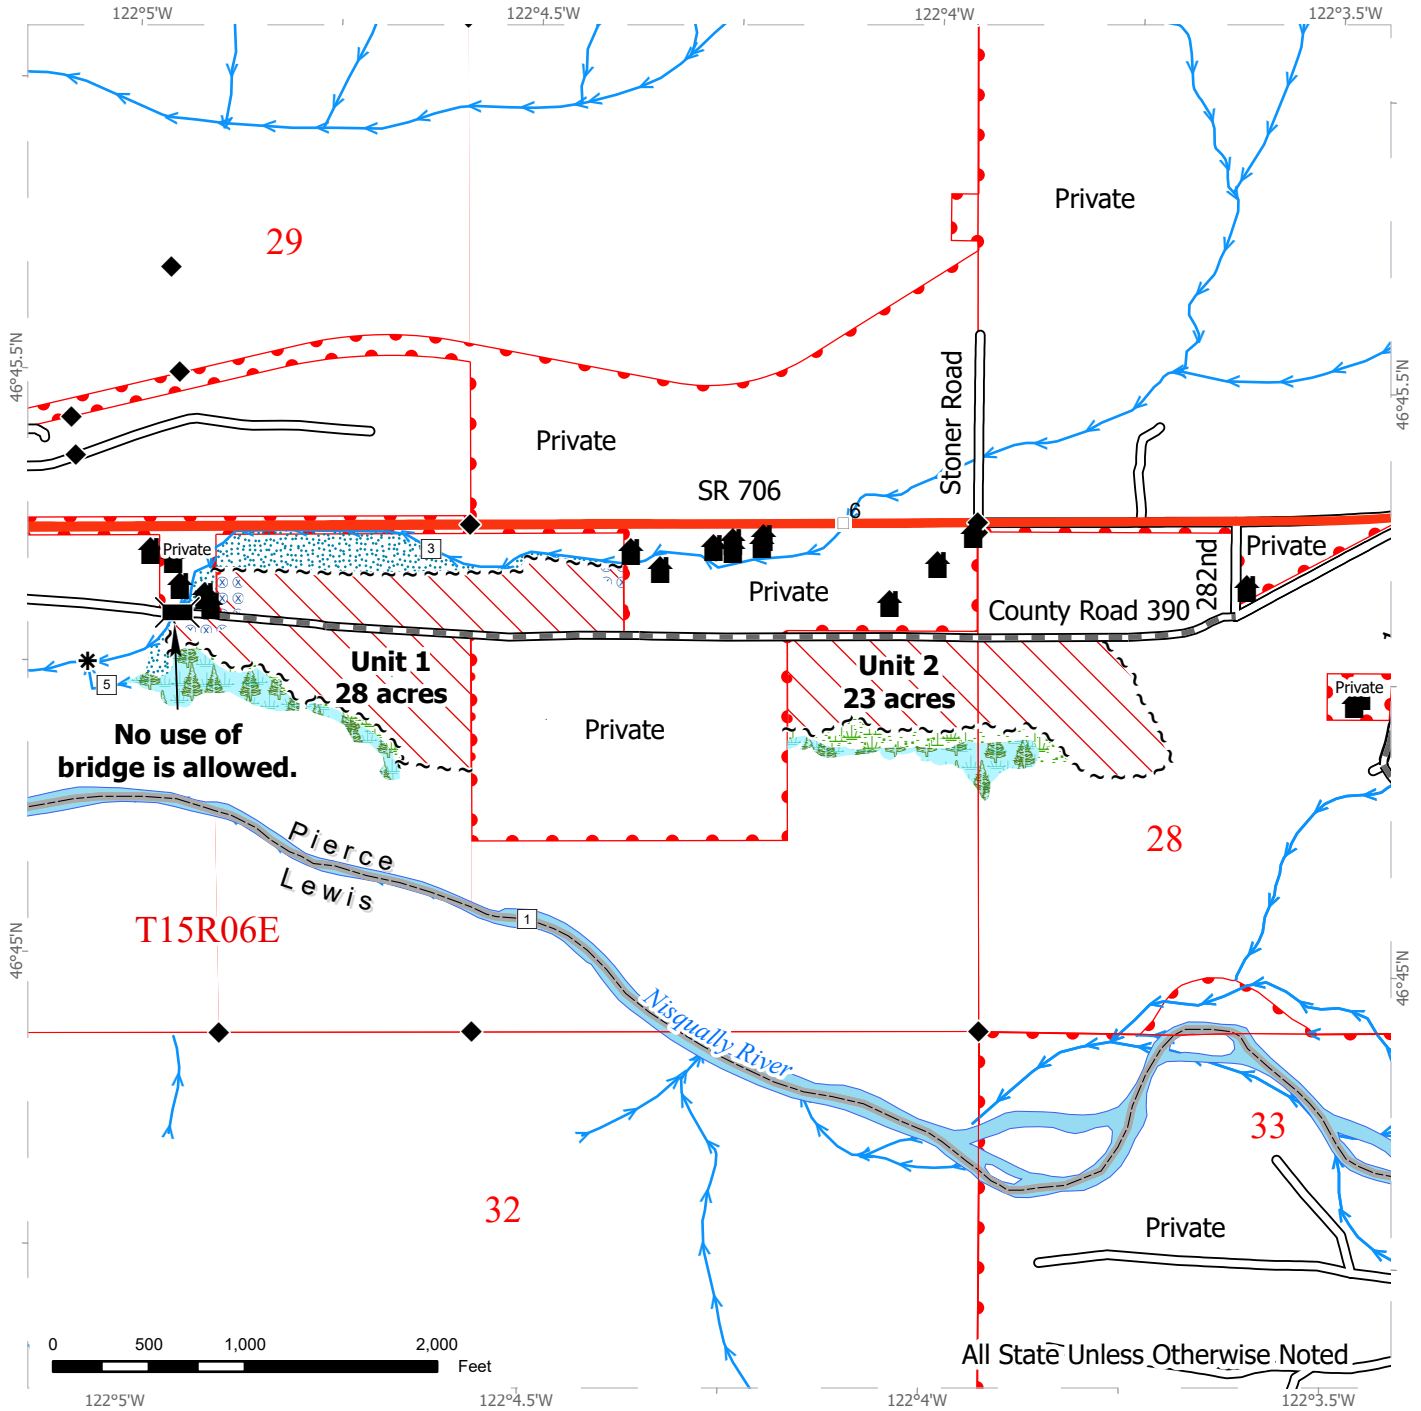 122°5'W
122°4.5'W
122°4'W
122°3.5'W
Private
29
46°45.5'N
46°45.5'N
Stoner Road
Private
SR 706
6
Private
3
282nd
Private
Private
County Road 390
Unit 1
28 acres
Unit 2
23 acres
5
Private
No use of
bridge is allowed.
Private
Pierce
Lewis
28
T15R06E
1
46°45'N
46°45'N
Nisqually River
33
32
Private
0 500 1,000 2,000
Feet
All State Unless Otherwise Noted
122°5'W
122°4.5'W
122°4'W
122°3.5'W